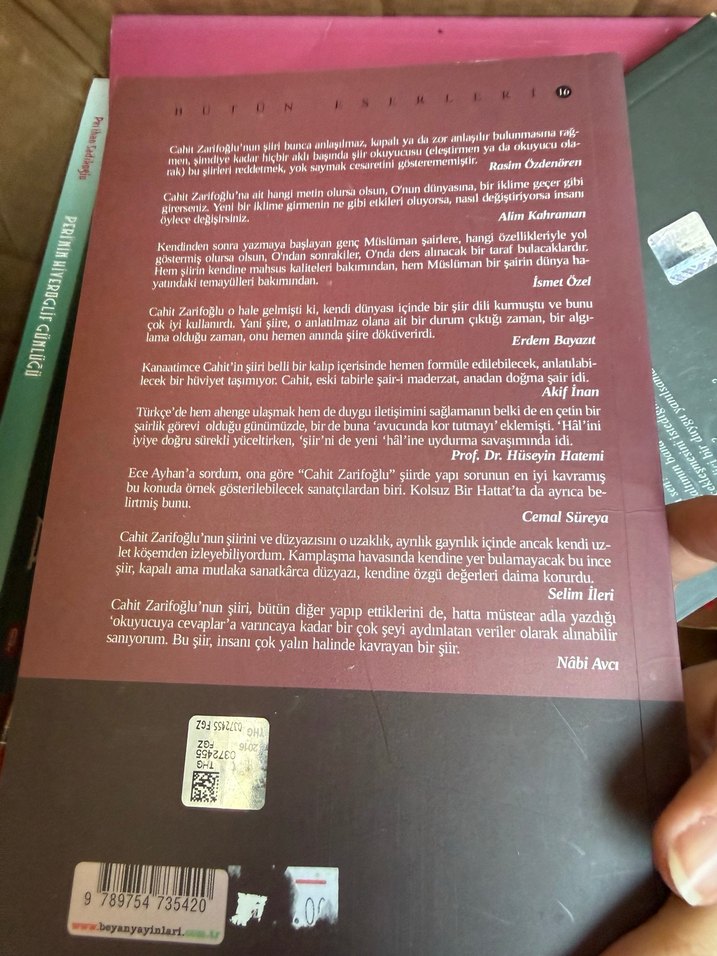 BÜTÜN ESERLERİ 16
Cahit Zarifoğlu'nun şiiri bunca anlaşılmaz, kapalı ya da zor anlaşılır bulunmasına rağ-
men, şimdiye kadar hiçbir aklı başında şiir okuyucusu (eleştirmen ya da okuyucu ola-
rak) bu şiirleri reddetmek, yok saymak cesaretini gösterememiştir. Rasim Özdenören
Cahit Zarifoğlu'na ait hangi metin olursa olsun, O'nun dünyasına, bir iklime geçer gibi
girersiniz. Yeni bir iklime girmenin ne gibi etkileri oluyorsa, nasıl değiştiriyorsa insanı
öylece değişirsiniz. Alim Kahraman
Kendinden sonra yazmaya başlayan genç Müslüman şairlere, hangi özellikleriyle yol
göstermiş olursa olsun, O'ndan sonrakiler, O'nda ders alınacak bir taraf bulacaklardır.
Hem şiirin kendine mahsus kaliteleri bakımından, hem Müslüman bir şairin dünya ha-
yatındaki temayülleri bakımından. İsmet Özel
Cahit Zarifoğlu o hale gelmişti ki, kendi dünyası içinde bir şiir dili kurmuştu ve bunu
çok iyi kullanırdı. Yani şiire, o anlatılmaz olana ait bir durum çıktığı zaman, bir algı-
lama olduğu zaman, onu hemen anında şiire döküverirdi. Erdem Bayazıt
Kanaatimce Cahit'in şiiri belli bir kalıp içerisinde hemen formüle edilebilecek, anlatılabi-
lecek bir hüviyet taşımıyor. Cahit, eski tabirle şair-i maderzat, anadan doğma şair idi.
Akif İnan
Türkçe'de hem ahenge ulaşmak hem de duygu iletişimini sağlamanın belki de en çetin bir
şairlik görevi olduğu günümüzde, bir de buna 'avucunda kor tutmayı' eklemişti. 'Hâl'ini
iyiye doğru sürekli yüceltirken, 'şiir'ni de yeni 'hâl'ine uydurma savaşımında idi.
Prof. Dr. Hüseyin Hatemi
Ece Ayhan'a sordum, ona göre "Cahit Zarifoğlu" şiirde yapı sorunun en iyi kavramış
bu konuda örnek gösterilebilecek sanatçılardan biri. Kolsuz Bir Hattat'ta da ayrıca be-
lirtmiş bunu.
Cemal Süreya
Cahit Zarifoğlu'nun şiirini ve düzyazısını o uzaklık, ayrılık gayrılık içinde ancak kendi uz-
let köşemden izleyebiliyordum. Kamplaşma havasında kendine yer bulamayacak bu ince
şiir, kapalı ama mutlaka sanatkârca düzyazı, kendine özgü değerleri daima korurdu.
Selim İleri
Cahit Zarifoğlu'nun şiiri, bütün diğer yapıp ettiklerini de, hatta müstear adla yazdığı
'okuyucuya cevaplar'a varıncaya kadar bir çok şeyi aydınlatan veriler olarak alınabilir
sanıyorum. Bu şiir, insanı çok yalın halinde kavrayan bir şiir.
Nâbi Avcı
THG 0372455 FGZ
2016
THG
0372455
FGZ
9 789754 735420
www.beyanyayinlari.com.tr
PERİNİN HİYEROGLİF GÜNLÜĞÜ